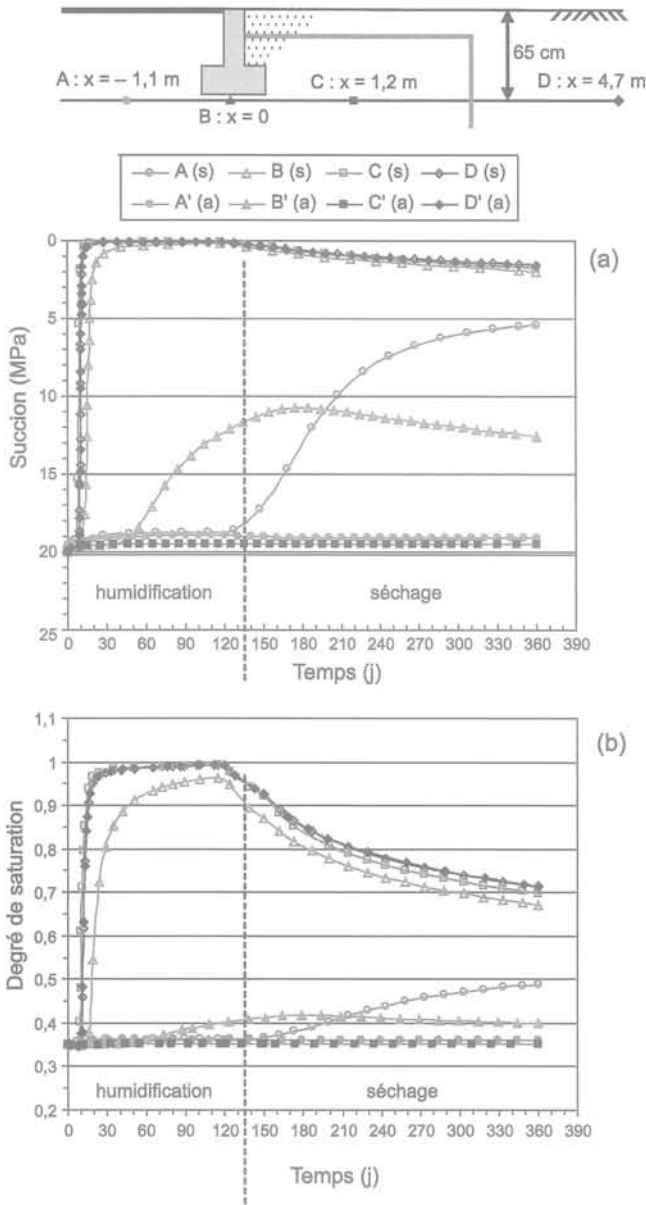 65 cm
A : x = – 1,1 m
C : x = 1,2 m
D : x = 4,7 m
B : x = 0
A (s) B (s) C (s) D (s)
A' (a) B' (a) C' (a) D' (a)
(a)
Succion (MPa)
0
5
10
15
20
25
humidification
séchage
0 30 60 90 120 150 180 210 240 270 300 330 360 390
Temps (j)
(b)
Degré de saturation
1,1
1
0,9
0,8
0,7
0,6
0,5
0,4
0,3
0,2
humidification
séchage
0 30 60 90 120 150 180 210 240 270 300 330 360 390
Temps (j)